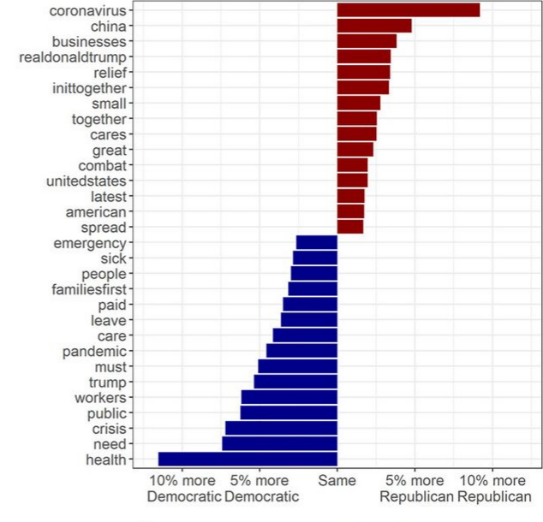 coronavirus
china
businesses
realdonaldtrump
relief
inittogether
small
together
cares
great
combat
unitedstates
latest
american
spread
emergency
sick
people
familiesfirst
paid
leave
care
pandemic
must
trump
workers
public
crisis
need
health
10% more 5% more Same 5% more 10% more
Democratic Democratic Republican Republican